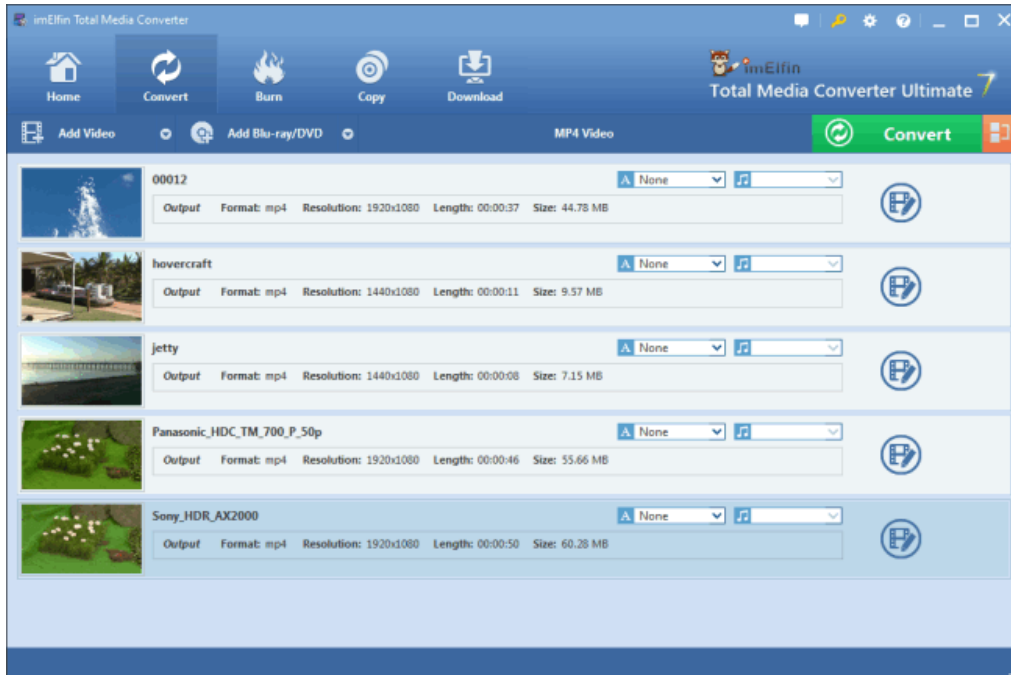 imElfin Total Media Converter
Home
Convert
Burn
Copy
Download
imElfin
Total Media Converter Ultimate 7
Add Video
Add Blu-ray/DVD
MP4 Video
Convert
00012
A None
Output Format: mp4 Resolution: 1920x1080 Length: 00:00:37 Size: 44.78 MB
hovercraft
A None
Output Format: mp4 Resolution: 1440x1080 Length: 00:00:11 Size: 9.57 MB
jetty
A None
Output Format: mp4 Resolution: 1440x1080 Length: 00:00:08 Size: 7.15 MB
Panasonic_HDC_TM_700_P_50p
A None
Output Format: mp4 Resolution: 1920x1080 Length: 00:00:46 Size: 55.66 MB
Sony_HDR_AX2000
A None
Output Format: mp4 Resolution: 1920x1080 Length: 00:00:50 Size: 60.28 MB